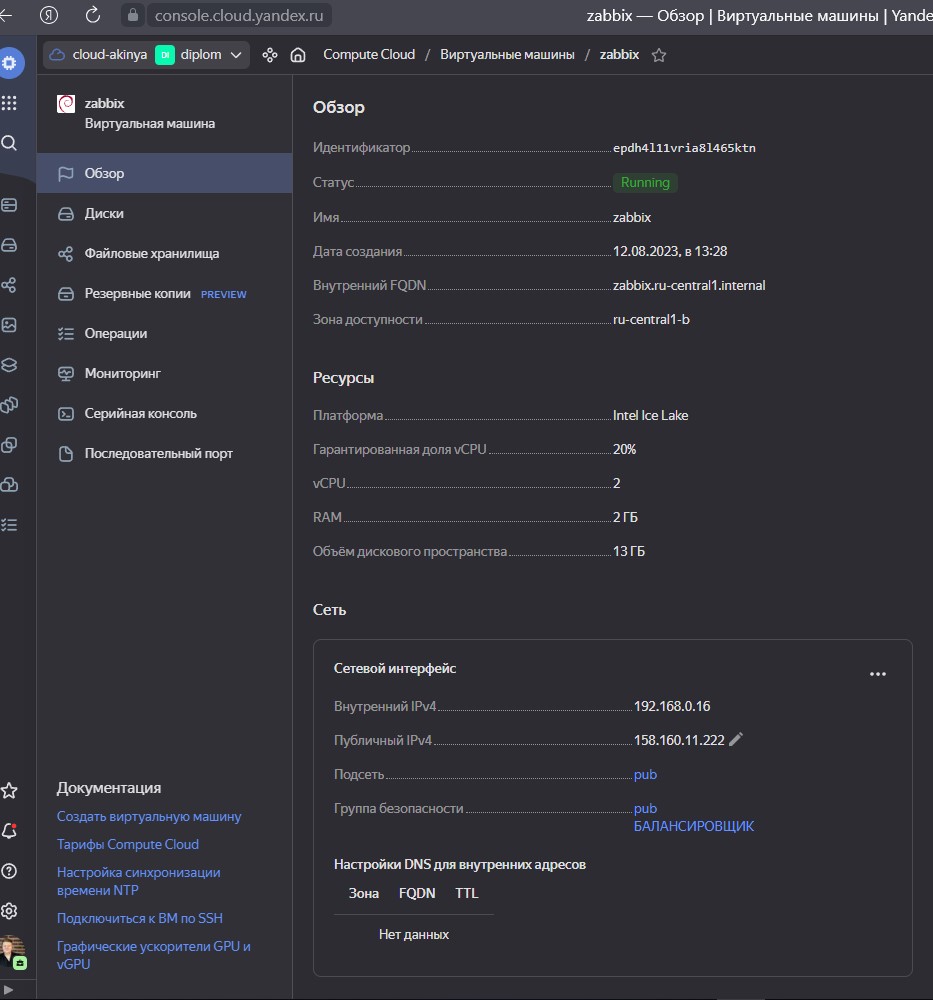 console.cloud.yandex.ru
zabbix — Обзор | Виртуальные машины |
cloud-akinya DI diplom
Compute Cloud / Виртуальные машины / zabbix
zabbix
Виртуальная машина
Обзор
Диски
Файловые хранилища
Резервные копии PREVIEW
Операции
Мониторинг
Серийная консоль
Последовательный порт
Документация
Создать виртуальную машину
Тарифы Compute Cloud
Настройка синхронизации
времени NTP
Подключиться к ВМ по SSH
Графические ускорители GPU и
vGPU
Обзор
Идентификатор epdh4l11vria8l465ktn
Статус Running
Имя zabbix
Дата создания 12.08.2023, в 13:28
Внутренний FQDN zabbix.ru-central1.internal
Зона доступности ru-central1-b
Ресурсы
Платформа Intel Ice Lake
Гарантированная доля vCPU 20%
vCPU 2
RAM 2 ГБ
Объём дискового пространства 13 ГБ
Сеть
Сетевой интерфейс
Внутренний IPv4 192.168.0.16
Публичный IPv4 158.160.11.222
Подсеть pub
Группа безопасности pub
БАЛАНСИРОВЩИК
Настройки DNS для внутренних адресов
Зона FQDN TTL
Нет данных